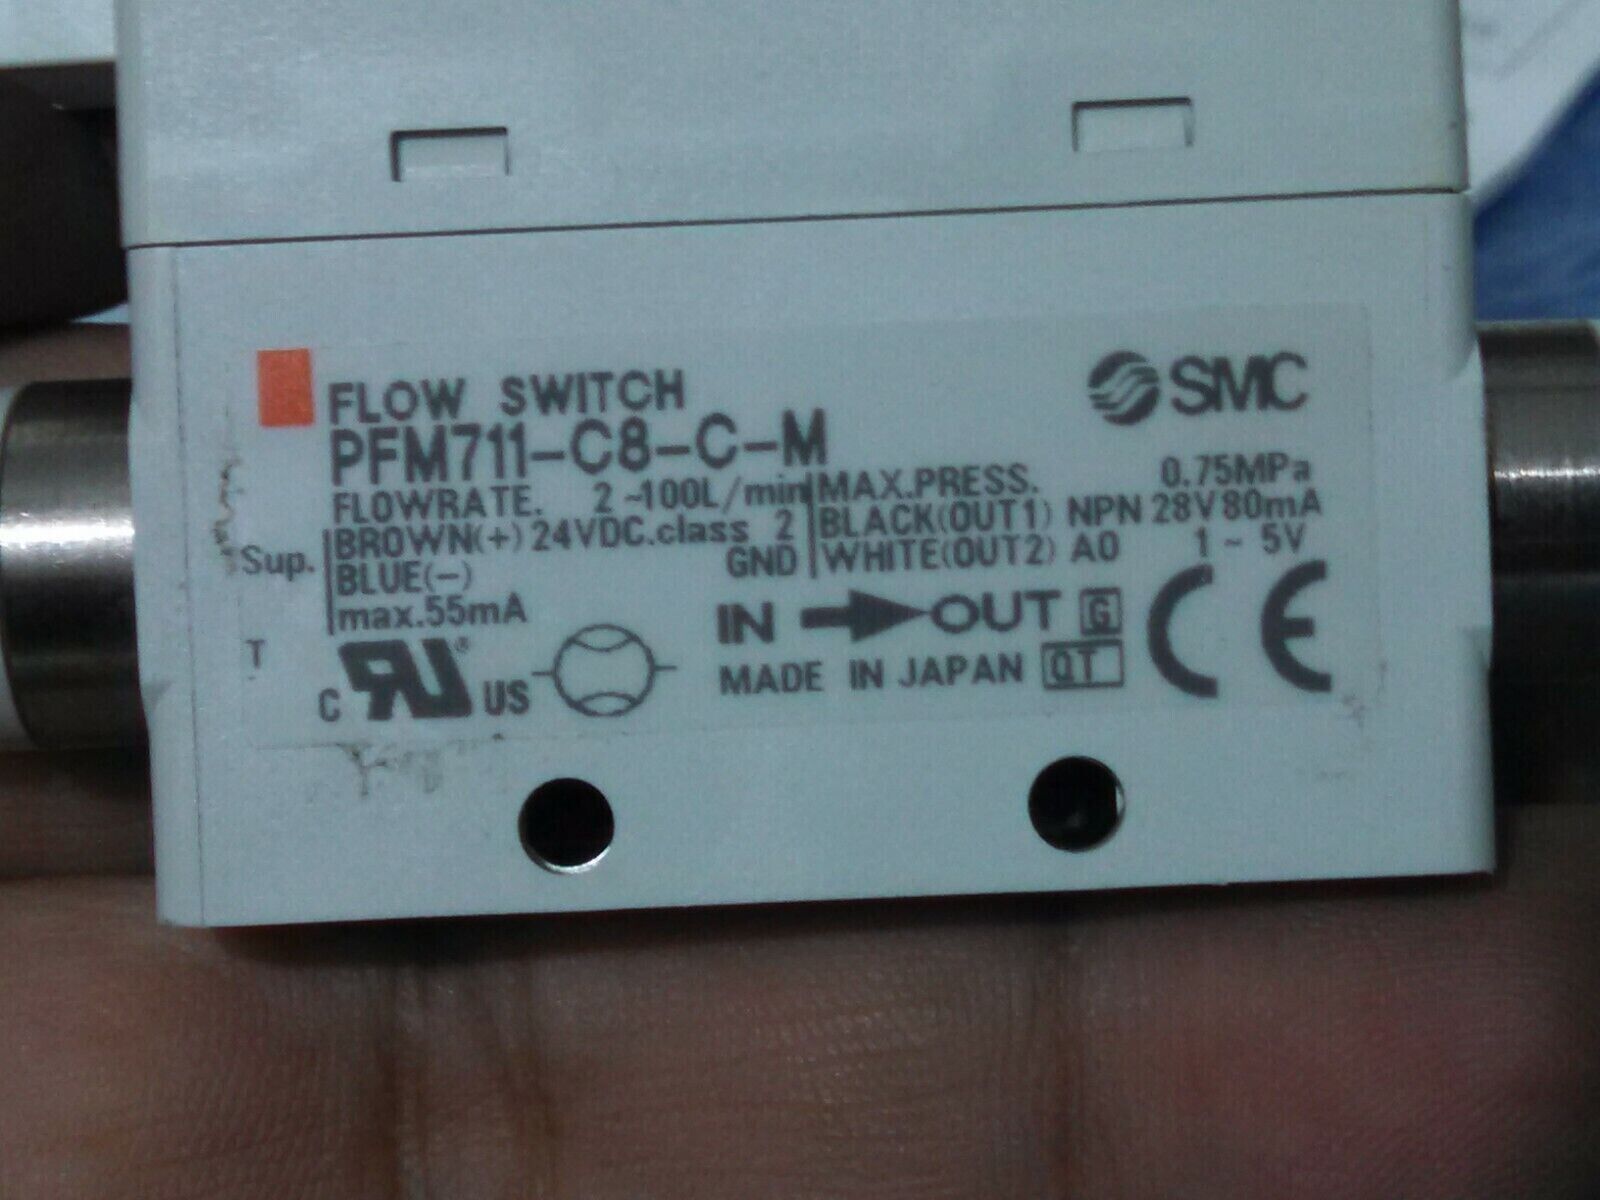 FLOW SWITCH
SMC
PFM711-C8-C-M
FLOWRATE. 2~100L/min
MAX.PRESS. 0.75MPa
Sup.
BROWN(+) 24VDC.class 2
BLACK(OUT1) NPN 28V80mA
BLUE(-) GND
WHITE(OUT2) AO 1~5V
max.55mA
IN OUT G
CE
T
C RU® US
MADE IN JAPAN QT